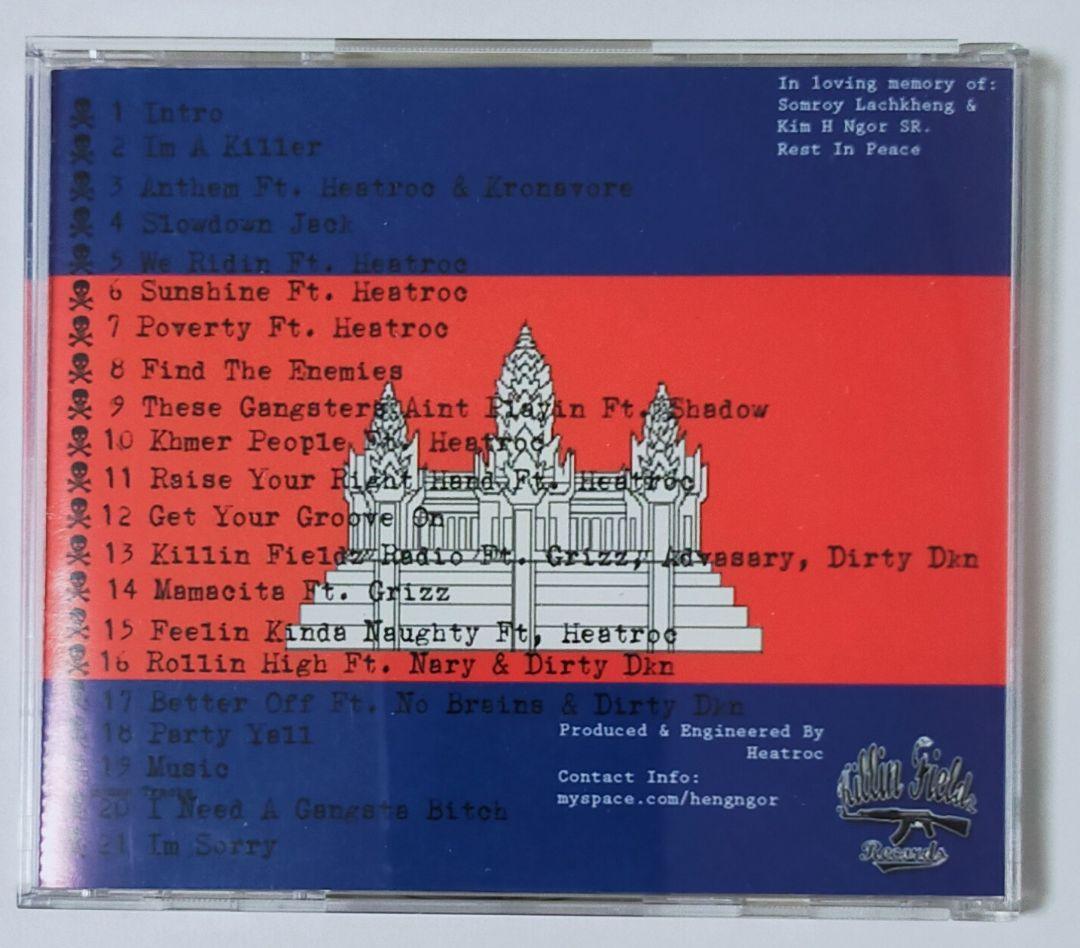 1 Intro
2 Im A Killer
3 Anthem Ft. Heatroc & Kronavore
4 Slowdown Jack
5 We Ridin Ft. Heatroc
6 Sunshine Ft. Heatroc
7 Poverty Ft. Heatroc
8 Find The Enemies
9 These Gangsters Aint Playin Ft. Shadow
10 Khmer People Ft. Heatroc
11 Raise Your Right Hand Ft. Heatroc
12 Get Your Groove On
13 Killin Fieldz Radio Ft. Grizz, Advasary, Dirty Dkn
14 Mamacita Ft. Grizz
15 Feelin Kinda Naughty Ft, Heatroc
16 Rollin High Ft. Nary & Dirty Dkn
17 Better Off Ft. No Brains & Dirty Dkn
18 Party Yall
19 Music
Tracks
20 I Need A Gangsta Bitch
21 Im Sorry
In loving memory of:
Somroy Lachkheng &
Kim H Ngor SR.
Rest In Peace
Produced & Engineered By
Heatroc
Contact Info:
myspace.com/hengngor
Killin Fieldz
Records